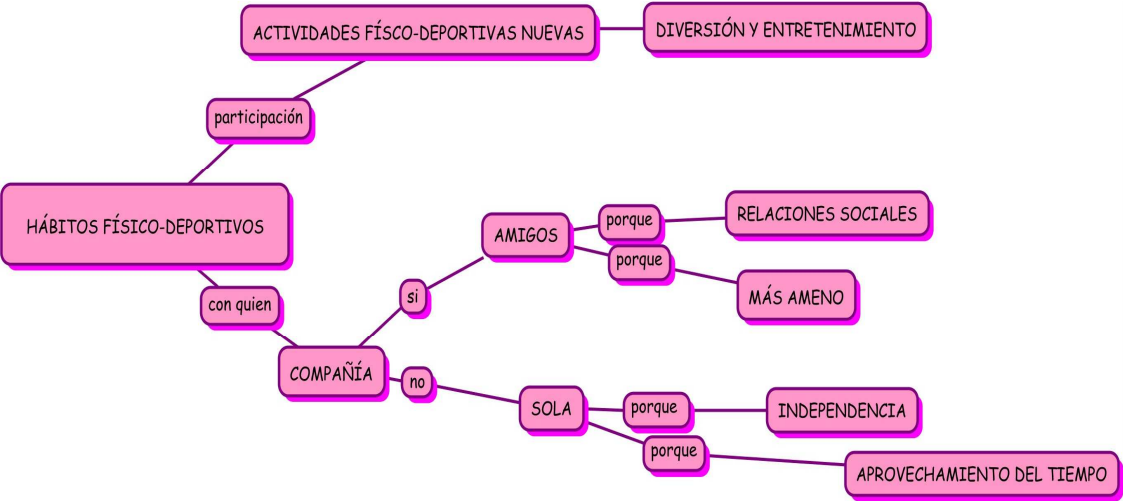 ACTIVIDADES FÍSCO-DEPORTIVAS NUEVAS
DIVERSIÓN Y ENTRETENIMIENTO
participación
HÁBITOS FÍSICO-DEPORTIVOS
con quien
COMPAÑÍA
si
AMIGOS
porque
RELACIONES SOCIALES
porque
MÁS AMENO
no
SOLA
porque
INDEPENDENCIA
porque
APROVECHAMIENTO DEL TIEMPO